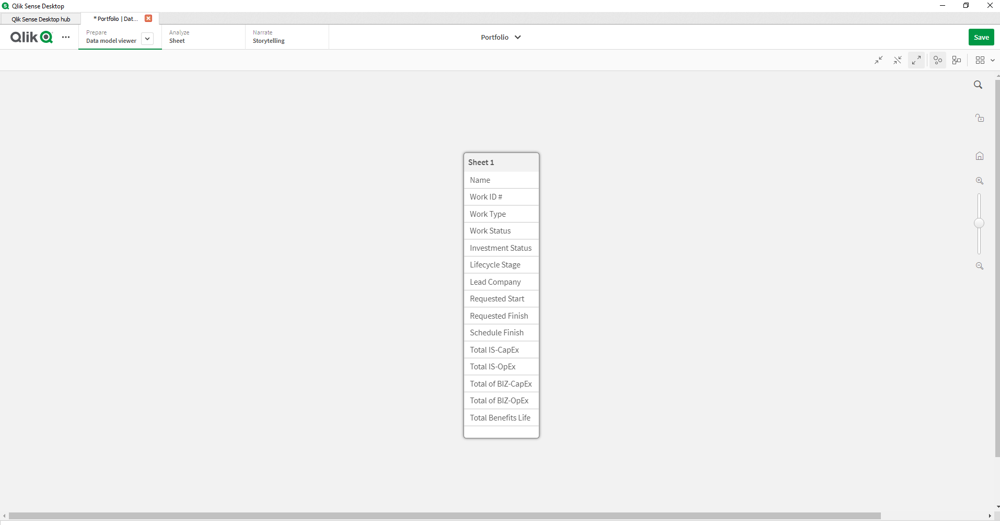 Qlik Sense Desktop
Qlik Sense Desktop hub
* Portfolio | Dat...
Qlik
Prepare
Data model viewer
Analyze
Sheet
Narrate
Storytelling
Portfolio
Save
Sheet 1
Name
Work ID #
Work Type
Work Status
Investment Status
Lifecycle Stage
Lead Company
Requested Start
Requested Finish
Schedule Finish
Total IS-CapEx
Total IS-OpEx
Total of BIZ-CapEx
Total of BIZ-OpEx
Total Benefits Life